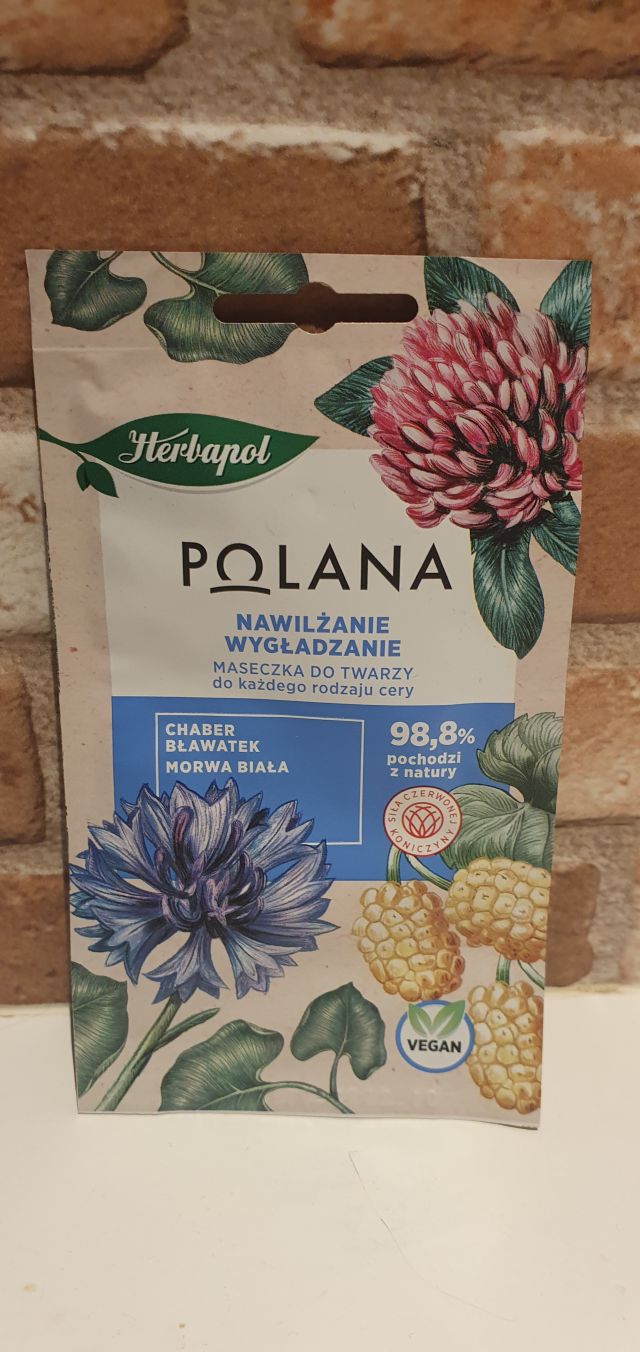 Herbapol
POLANA
NAWILŻANIE
WYGŁADZANIE
MASECZKA DO TWARZY
do każdego rodzaju cery
CHABER
BŁAWATEK
MORWA BIAŁA
98,8%
pochodzi
z natury
SIŁA CZERWONEJ
KONICZYNY
VEGAN